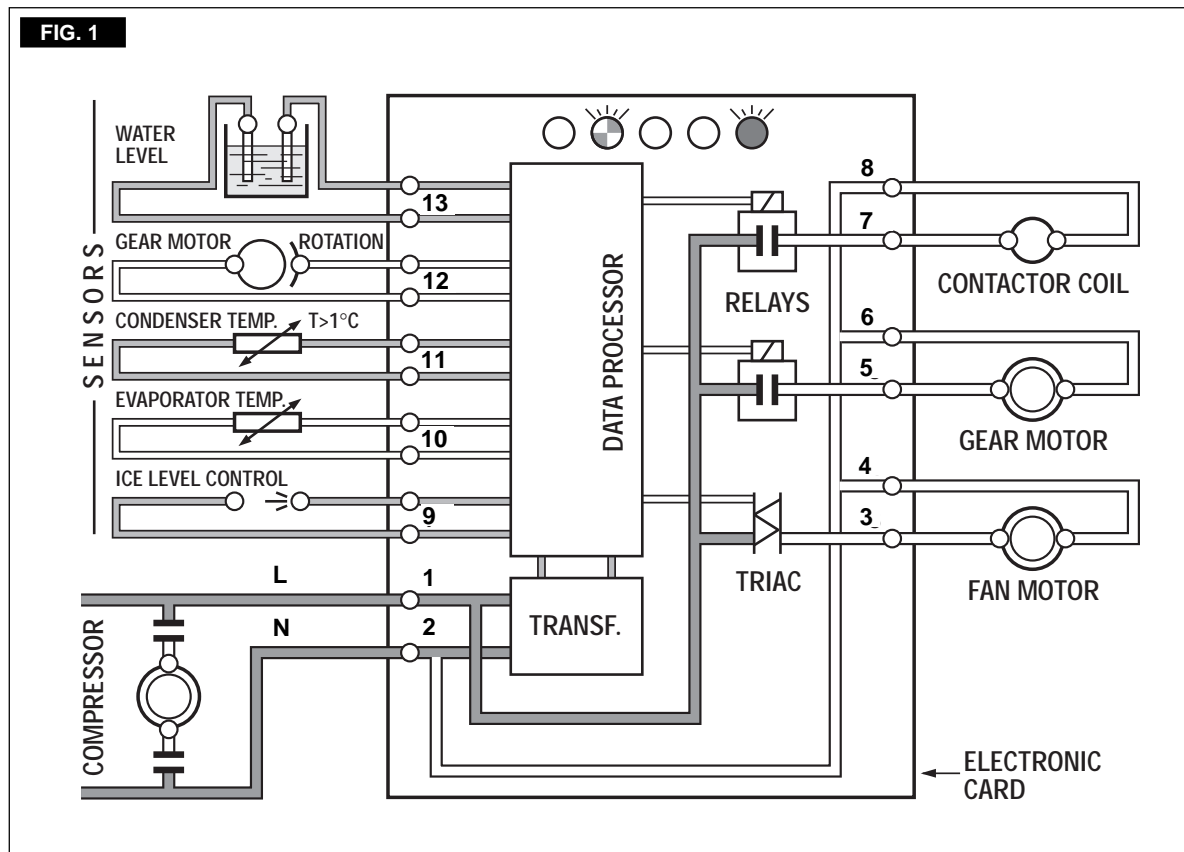 FIG. 1
WATER
LEVEL
13
GEAR MOTOR ROTATION
12
CONDENSER TEMP. T>1°C
11
EVAPORATOR TEMP.
10
ICE LEVEL CONTROL
9
SENSORS
L
1
N
2
COMPRESSOR
DATA PROCESSOR
TRANSF.
RELAYS
TRIAC
8
7
CONTACTOR COIL
6
5
GEAR MOTOR
4
3
FAN MOTOR
ELECTRONIC
CARD